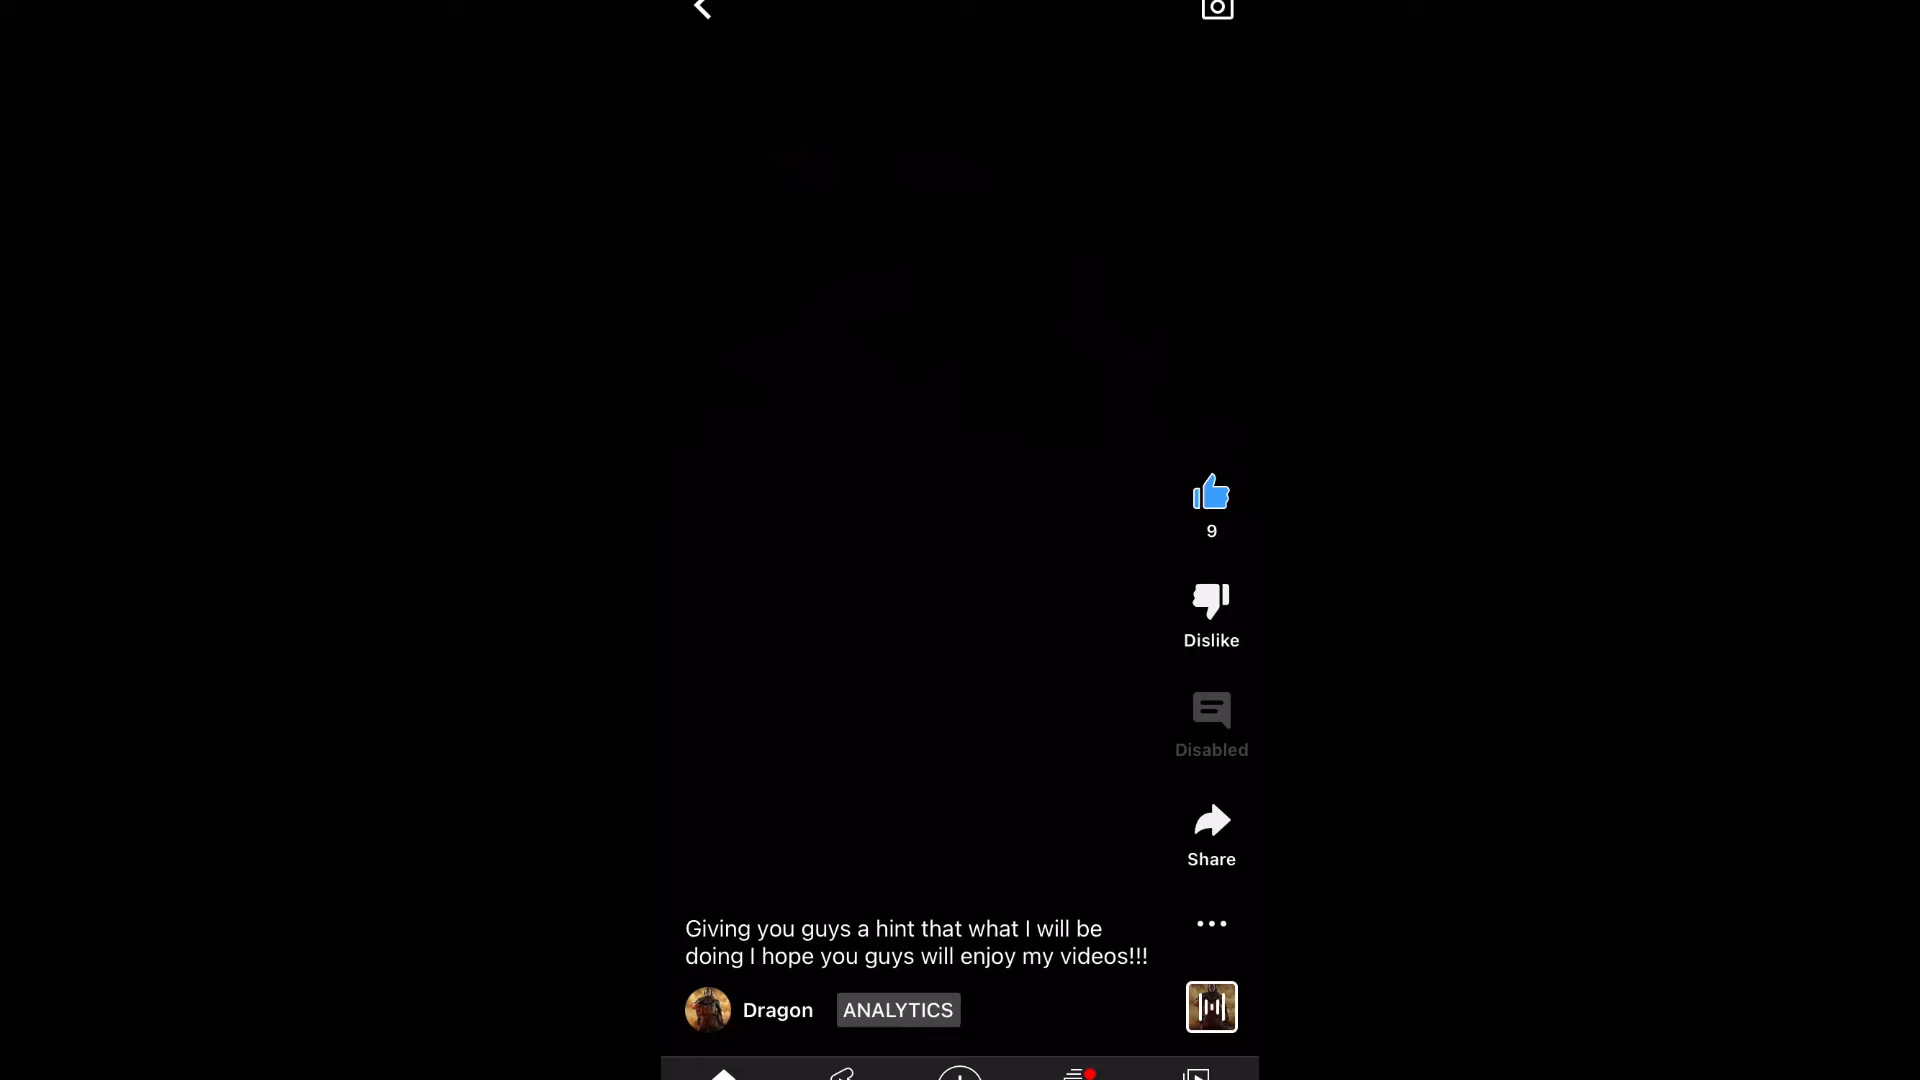 9
Dislike
Disabled
Share
Giving you guys a hint that what I will be
doing I hope you guys will enjoy my videos!!!
Dragon ANALYTICS